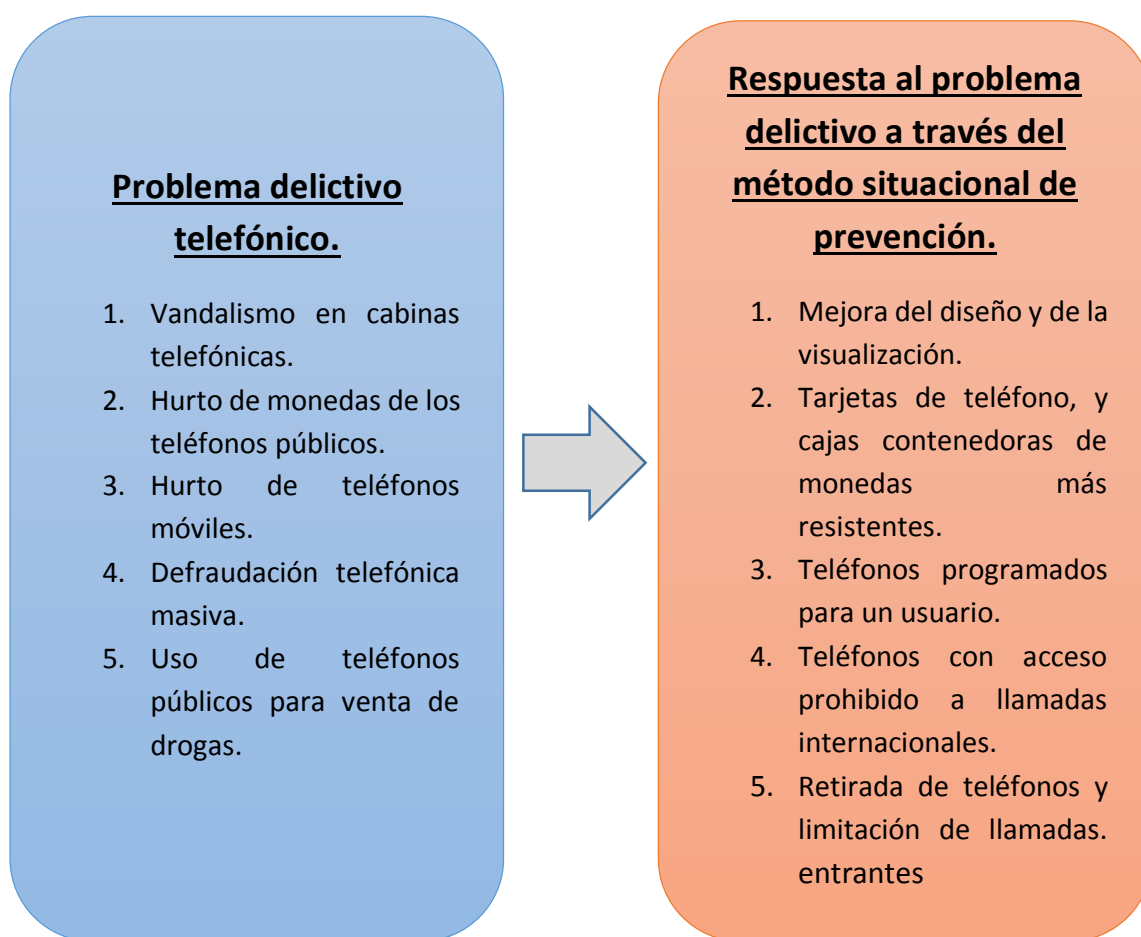 Problema delictivo
telefónico.
1. Vandalismo en cabinas
telefónicas.
2. Hurto de monedas de los
teléfonos públicos.
3. Hurto de teléfonos
móviles.
4. Defraudación telefónica
masiva.
5. Uso de teléfonos
públicos para venta de
drogas.
Respuesta al problema
delictivo a través del
método situacional de
prevención.
1. Mejora del diseño y de la
visualización.
2. Tarjetas de teléfono, y
cajas contenedoras de
monedas más
resistentes.
3. Teléfonos programados
para un usuario.
4. Teléfonos con acceso
prohibido a llamadas
internacionales.
5. Retirada de teléfonos y
limitación de llamadas.
entrantes